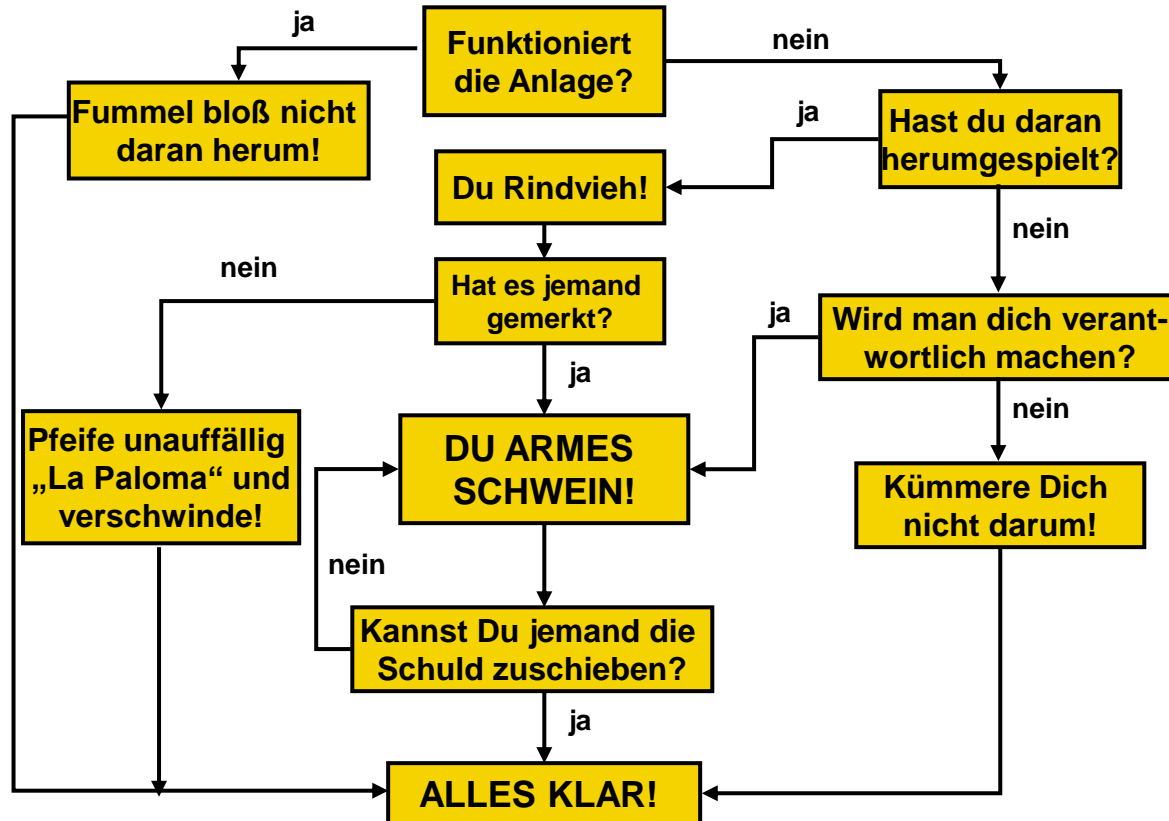 ja
Funktioniert
die Anlage?
nein
Fummel bloß nicht
daran herum!
ja
Hast du daran
herumgespielt?
Du Rindvieh!
nein
nein
Hat es jemand
gemerkt?
ja
Wird man dich verant-
wortlich machen?
ja
nein
Pfeife unauffällig
„La Paloma“ und
verschwinde!
DU ARMES
SCHWEIN!
Kümmere Dich
nicht darum!
nein
Kannst Du jemand die
Schuld zuschieben?
ja
ALLES KLAR!